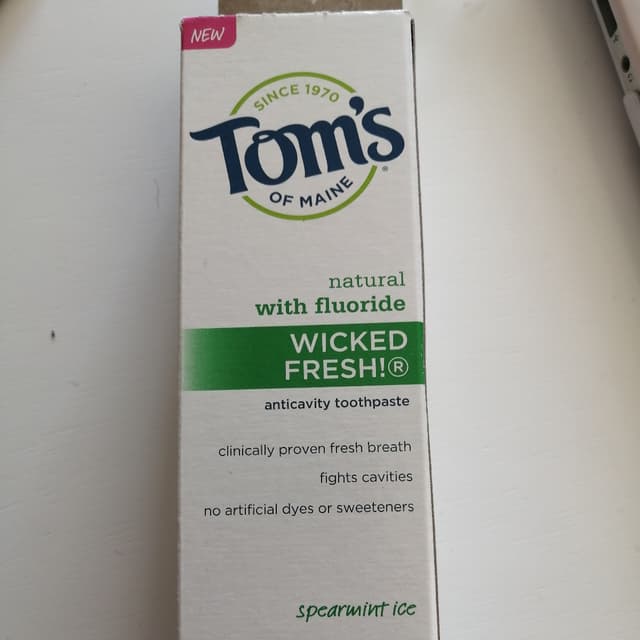 NEW
SINCE 1970
Tom's
OF MAINE
natural
with fluoride
WICKED
FRESH!®
anticavity toothpaste
clinically proven fresh breath
fights cavities
no artificial dyes or sweeteners
spearmint ice